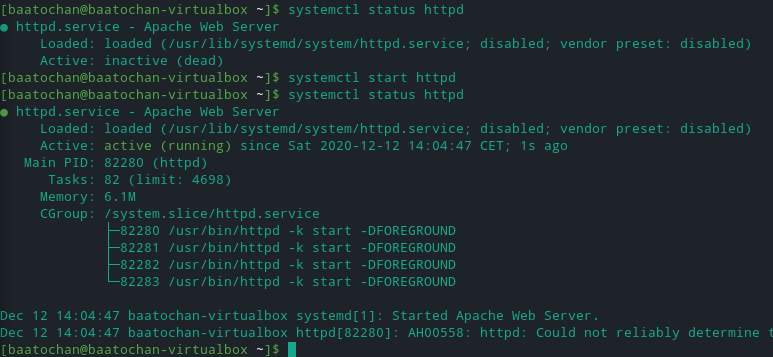 [baatochan@baatochan-virtualbox ~]$ systemctl status httpd
● httpd.service - Apache Web Server
Loaded: loaded (/usr/lib/systemd/system/httpd.service; disabled; vendor preset: disabled)
Active: inactive (dead)
[baatochan@baatochan-virtualbox ~]$ systemctl start httpd
[baatochan@baatochan-virtualbox ~]$ systemctl status httpd
● httpd.service - Apache Web Server
Loaded: loaded (/usr/lib/systemd/system/httpd.service; disabled; vendor preset: disabled)
Active: active (running) since Sat 2020-12-12 14:04:47 CET; 1s ago
Main PID: 82280 (httpd)
Tasks: 82 (limit: 4698)
Memory: 6.1M
CGroup: /system.slice/httpd.service
├─82280 /usr/bin/httpd -k start -DFOREGROUND
├─82281 /usr/bin/httpd -k start -DFOREGROUND
├─82282 /usr/bin/httpd -k start -DFOREGROUND
└─82283 /usr/bin/httpd -k start -DFOREGROUND
Dec 12 14:04:47 baatochan-virtualbox systemd[1]: Started Apache Web Server.
Dec 12 14:04:47 baatochan-virtualbox httpd[82280]: AH00558: httpd: Could not reliably determine t
[baatochan@baatochan-virtualbox ~]$